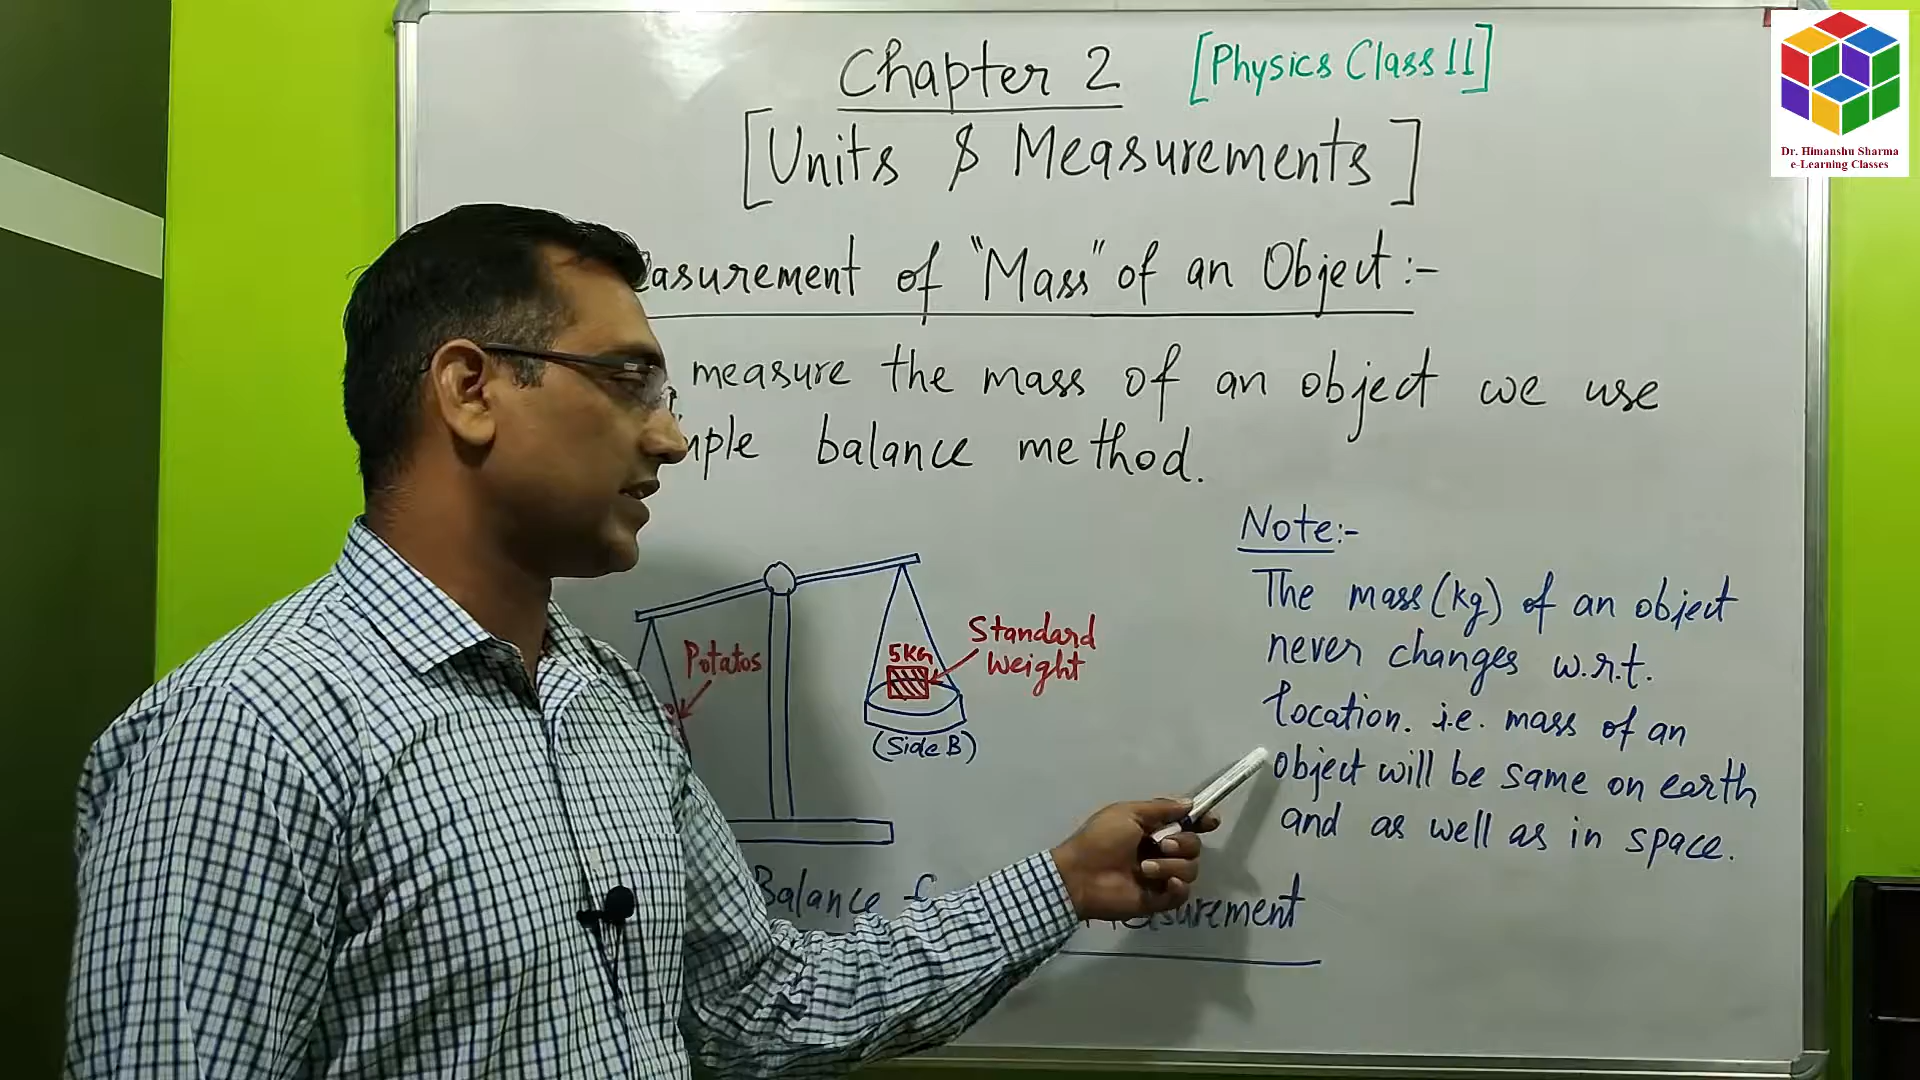 Chapter 2 [Physics Class 11]
[Units & Measurements]
easurement of "Mass" of an Object:-
measure the mass of an object we use
mple balance method.
Note:-
The mass (kg) of an object
never changes w.r.t.
location. i.e. mass of an
object will be same on earth
and as well as in space.
Potatos
5KG
Standard
Weight
(Side B)
Balance f
Measurement
Dr. Himanshu Sharma
e-Learning Classes